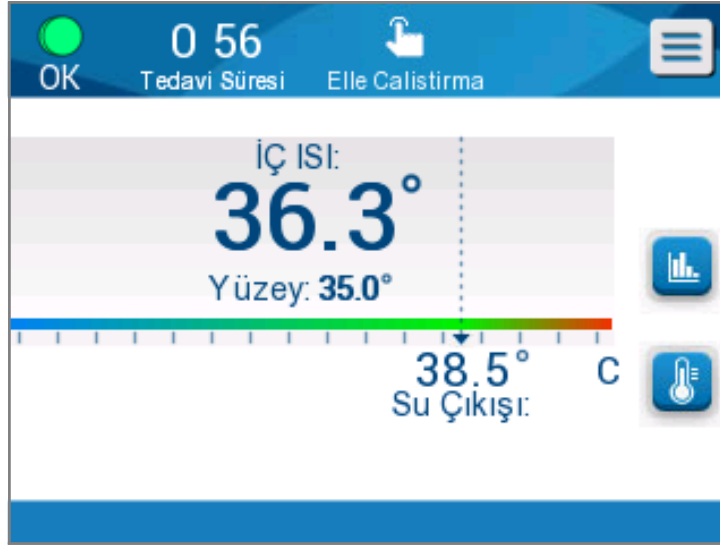 OK
0 56
Tedavi Süresi
Elle Calistirma
İÇ ISI:
36.3°
Yüzey: 35.0°
38.5° C
Su Çıkışı: